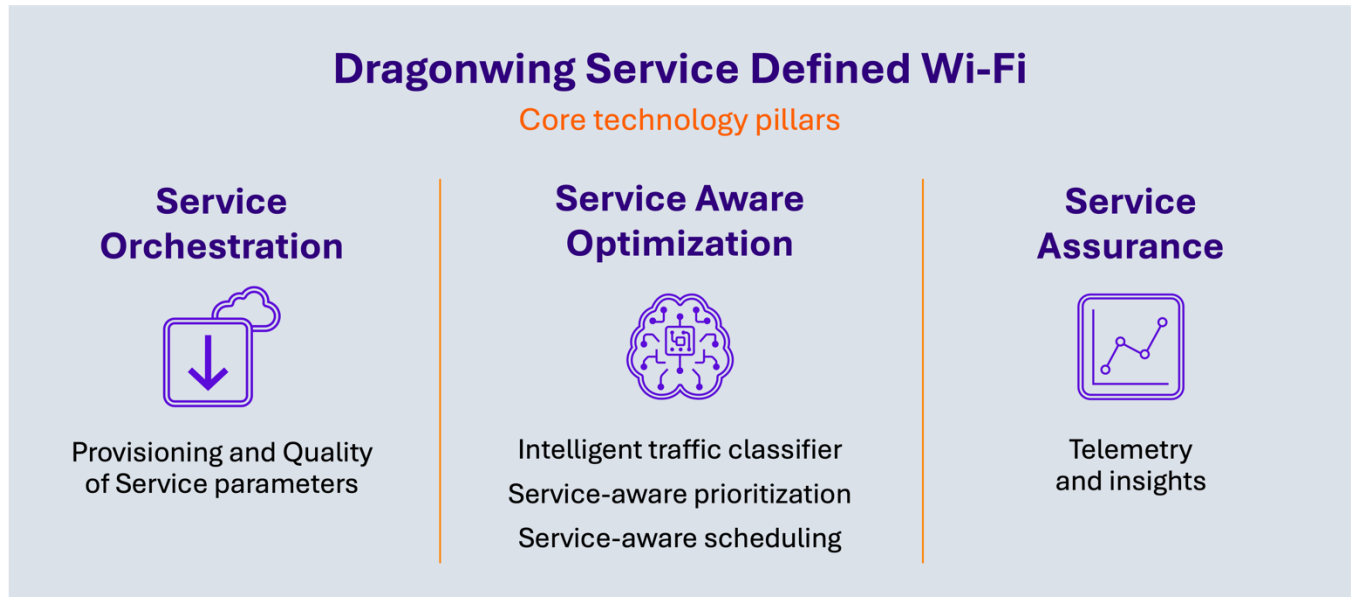 Dragonwing Service Defined Wi-Fi
Core technology pillars
Service
Orchestration
Provisioning and Quality
of Service parameters
Service Aware
Optimization
Intelligent traffic classifier
Service-aware prioritization
Service-aware scheduling
Service
Assurance
Telemetry
and insights